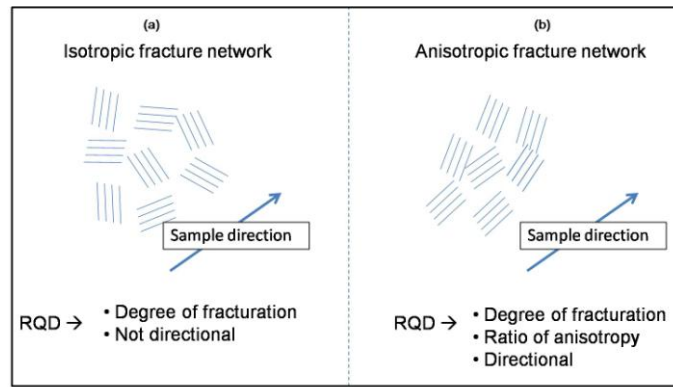 (a)
Isotropic fracture network
Sample direction
RQD →
• Degree of fracturation
• Not directional
(b)
Anisotropic fracture network
Sample direction
RQD →
• Degree of fracturation
• Ratio of anisotropy
• Directional